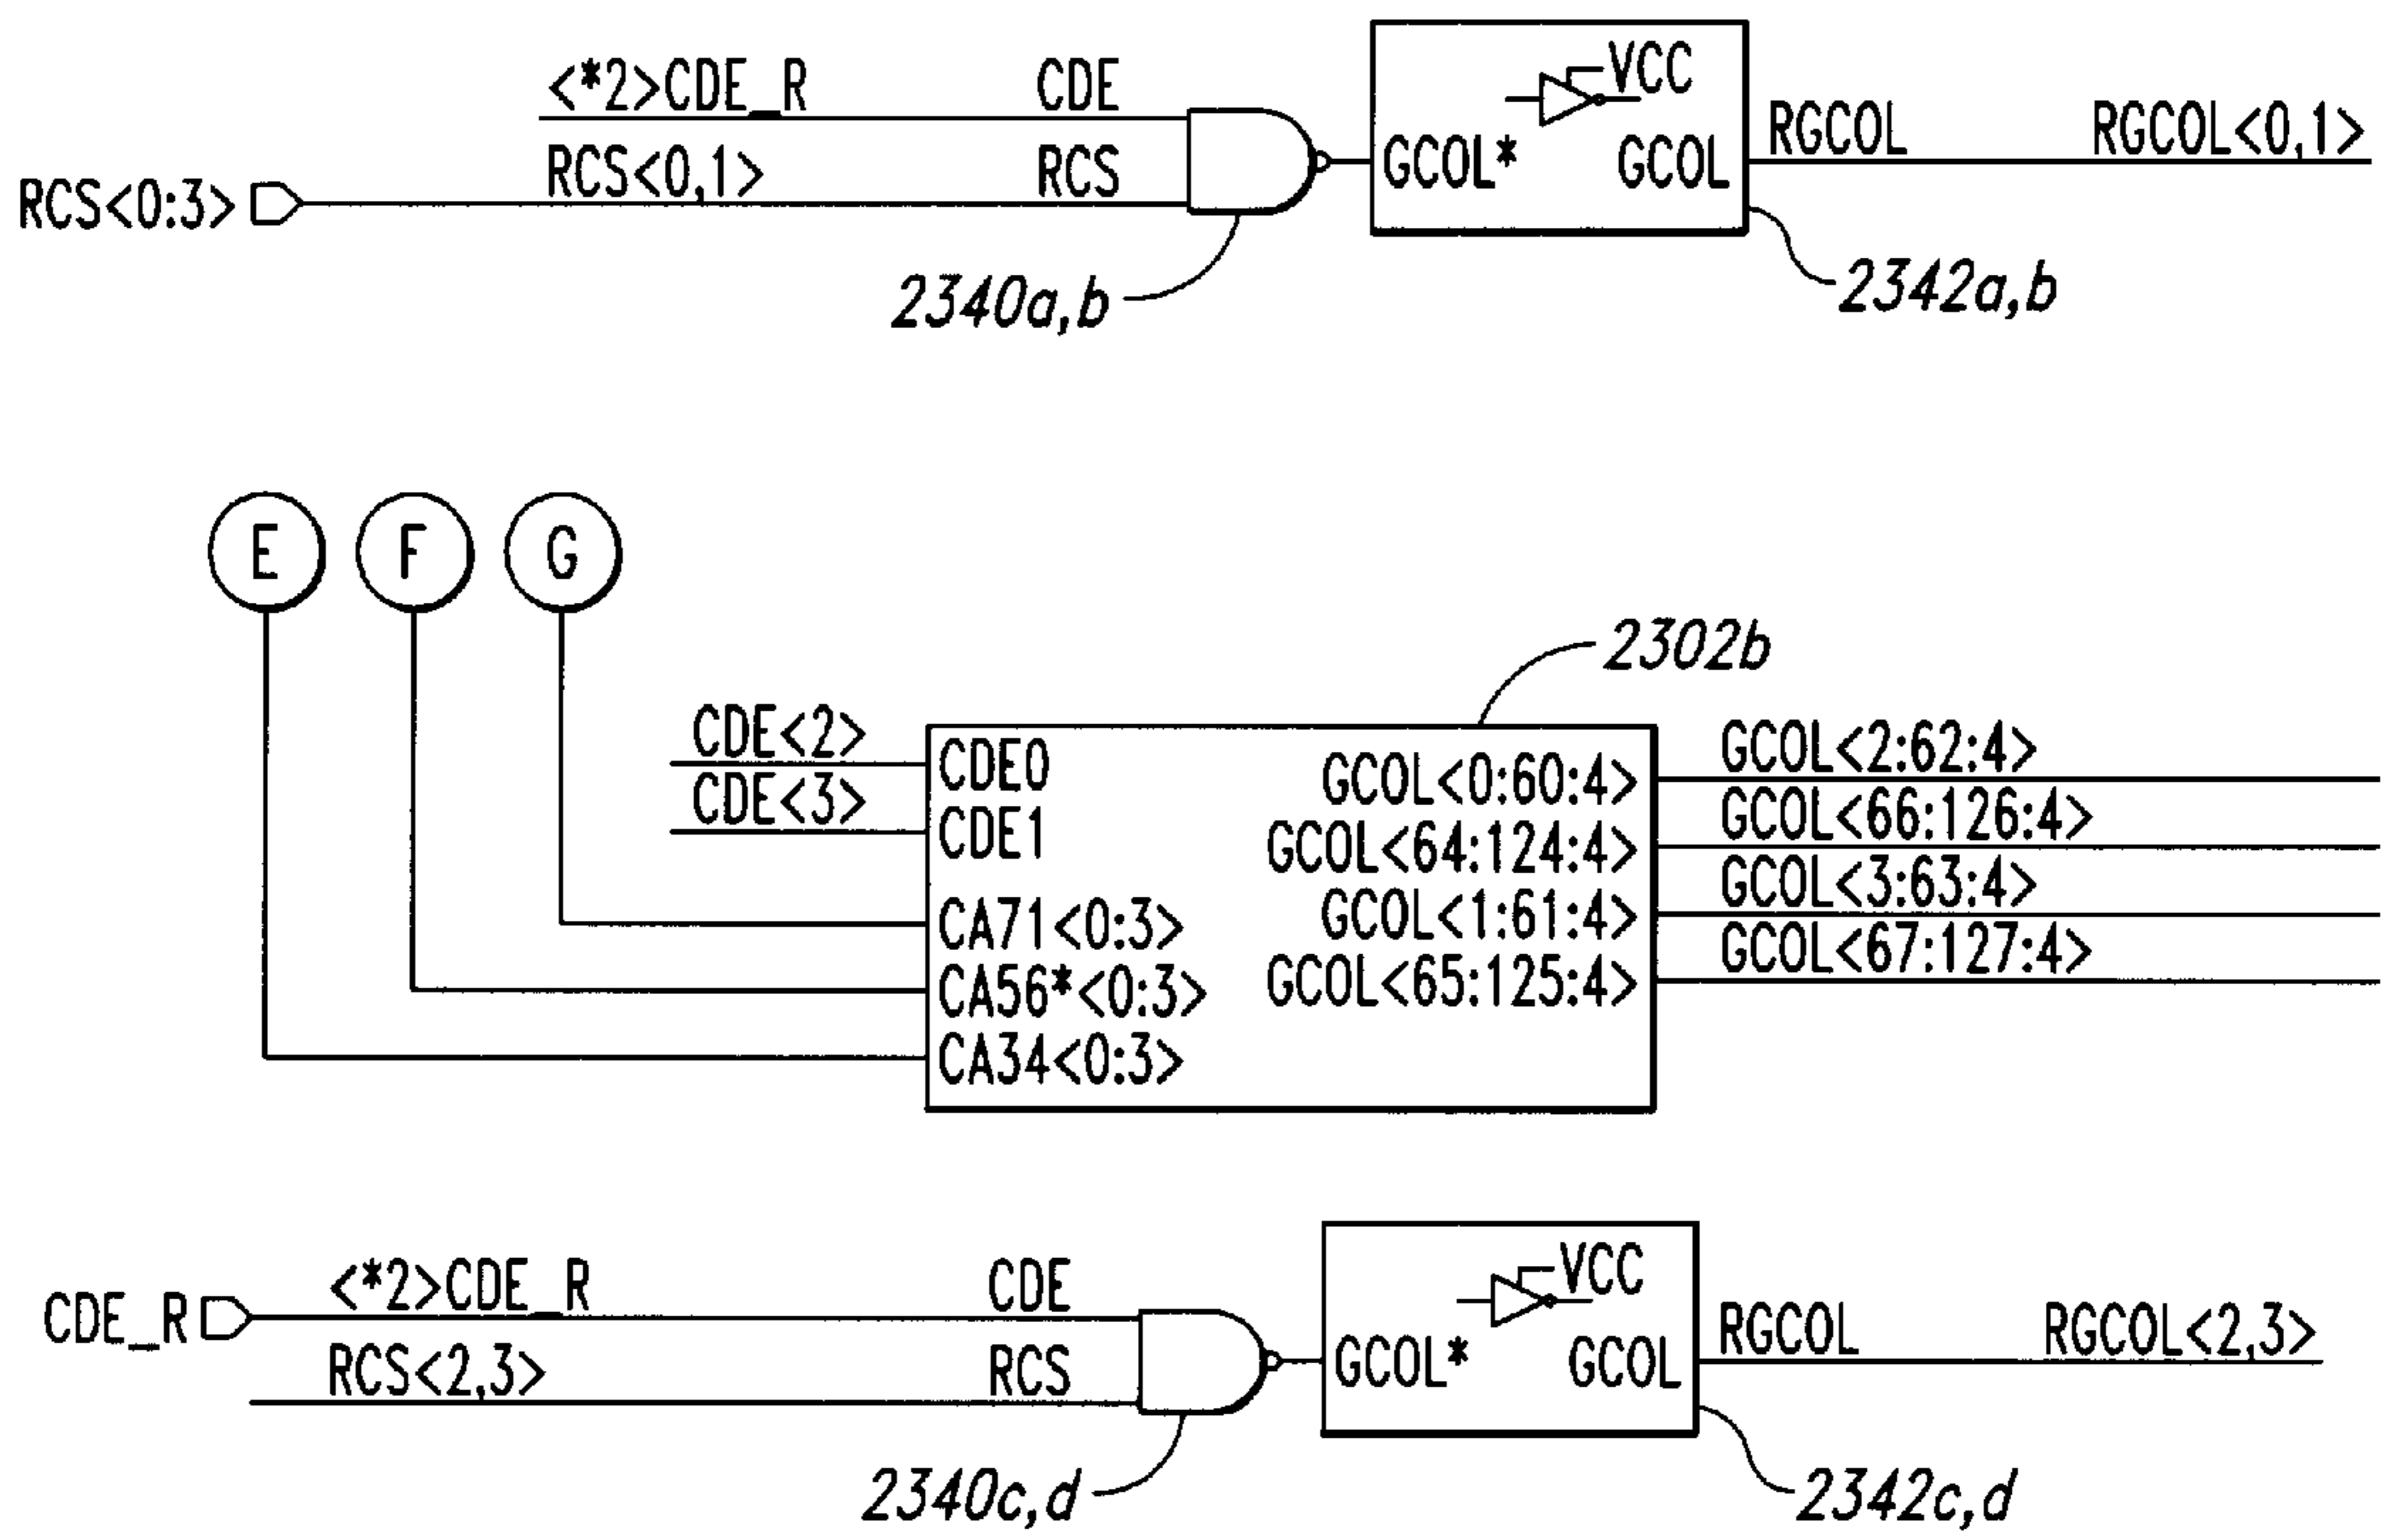 <*2>CDE_R CDE
RCS<0,1> RCS
RCS<0:3>
VCC
GCOL* GCOL
RGCOL RGCOL<0,1>
2340a,b
2342a,b
E F G
2302b
CDE<2>
CDE<3>
CDE0
CDE1
CA71<0:3>
CA56*<0:3>
CA34<0:3>
GCOL<0:60:4>
GCOL<64:124:4>
GCOL<1:61:4>
GCOL<65:125:4>
GCOL<2:62:4>
GCOL<66:126:4>
GCOL<3:63:4>
GCOL<67:127:4>
CDE_R
<*2>CDE_R CDE
RCS<2,3> RCS
VCC
GCOL* GCOL
RGCOL RGCOL<2,3>
2340c,d
2342c,d